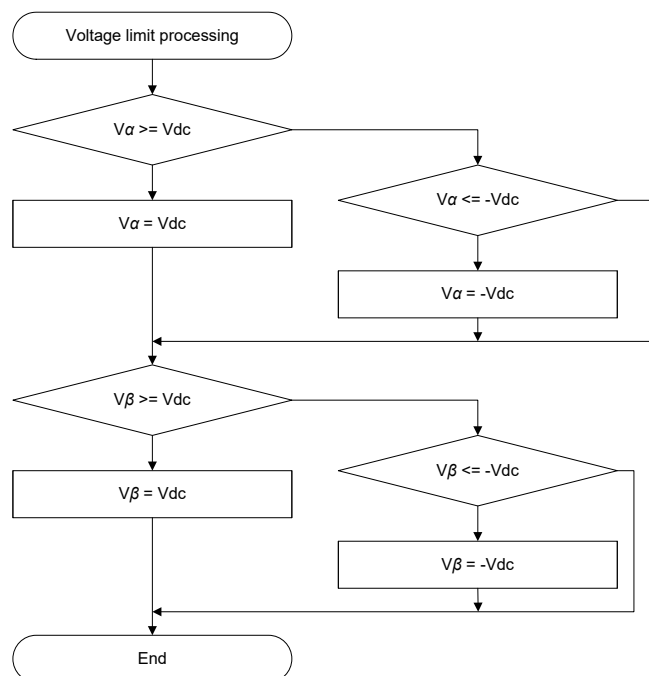 Voltage limit processing
Vα >= Vdc
Vα <= -Vdc
Vα = Vdc
Vα = -Vdc
Vβ >= Vdc
Vβ <= -Vdc
Vβ = Vdc
Vβ = -Vdc
End